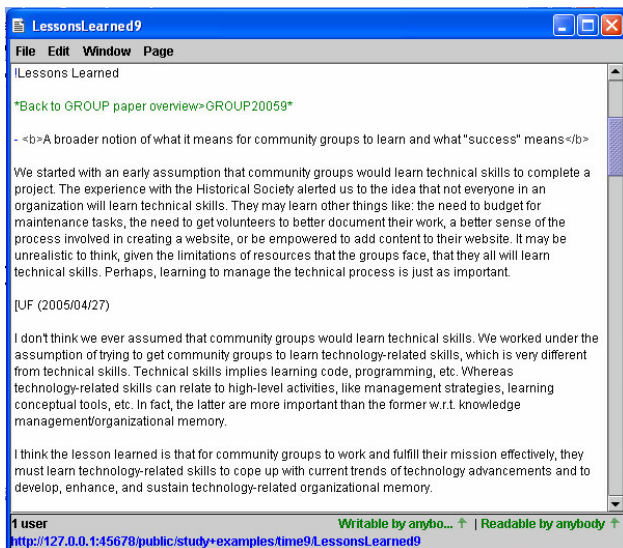 LessonsLearned9
File Edit Window Page
!Lessons Learned
*Back to GROUP paper overview>GROUP20059*
- <b>A broader notion of what it means for community groups to learn and what "success" means</b>
We started with an early assumption that community groups would learn technical skills to complete a
project. The experience with the Historical Society alerted us to the idea that not everyone in an
organization will learn technical skills. They may learn other things like: the need to budget for
maintenance tasks, the need to get volunteers to better document their work, a better sense of the
process involved in creating a website, or be empowered to add content to their website. It may be
unrealistic to think, given the limitations of resources that the groups face, that they all will learn
technical skills. Perhaps, learning to manage the technical process is just as important.
[UF (2005/04/27)
I don't think we ever assumed that community groups would learn technical skills. We worked under the
assumption of trying to get community groups to learn technology-related skills, which is very different
from technical skills. Technical skills implies learning code, programming, etc. Whereas
technology-related skills can relate to high-level activities, like management strategies, learning
conceptual tools, etc. In fact, the latter are more important than the former w.r.t. knowledge
management/organizational memory.
I think the lesson learned is that for community groups to work and fulfill their mission effectively, they
must learn technology-related skills to cope up with current trends of technology advancements and to
develop, enhance, and sustain technology-related organizational memory.
1 user Writable by anybo... ↑ | Readable by anybody ↑
http://127.0.0.1:45678/public/study+examples/time9/LessonsLearned9